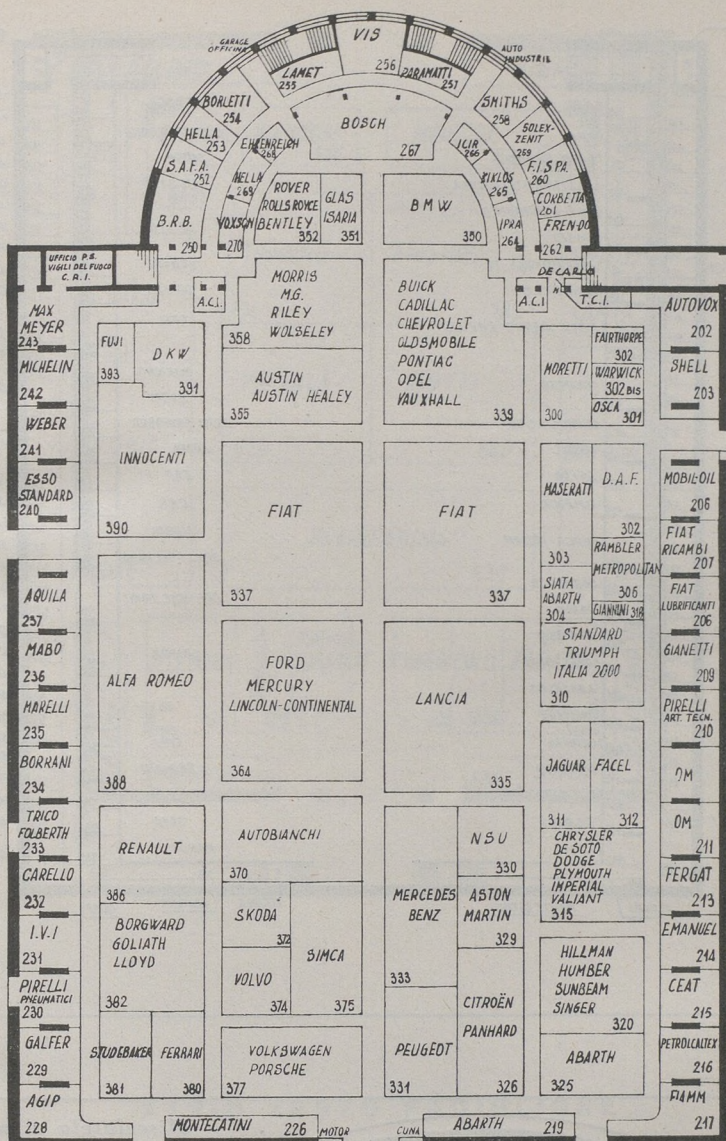 GARAGE
OFFICINA
VIS
256
AUTO
INDUSTRIE
LAMET
255
PARAMATTI
257
BORLETTI
254
SMITHS
258
BOSCH
267
HELLA
253
SOLEX-
ZENIT
259
EHRENREICH
268
ICIR
266
S.A.F.A.
252
F.I.SPA.
260
HELLA
269
KIKLOS
265
CORBETTA
261
B.R.B.
250
VOXSON
270
ROVER
ROLLS ROYCE
BENTLEY
352
GLAS
ISARIA
351
BMW
350
IPRA
264
FREN-DO
262
UFFICIO P.S.
VIGILI DEL FUOCO
C.R.I.
DE CARLO
A.C.I.
A.C.I
T.C.I.
MAX
MEYER
243
MICHELIN
242
WEBER
241
ESSO
STANDARD
240
AQUILA
237
MABO
236
MARELLI
235
BORRANI
234
TRICO
FOLBERTH
233
CARELLO
232
I.V.I
231
PIRELLI
PNEUMATICI
230
GALFER
229
AGIP
228
FUJI
393
DKW
391
INNOCENTI
390
ALFA ROMEO
388
RENAULT
386
BORGWARD
GOLIATH
LLOYD
382
STUDEBAKER
381
FERRARI
380
MORRIS
M.G.
RILEY
WOLSELEY
358
AUSTIN
AUSTIN HEALEY
355
FIAT
337
FORD
MERCURY
LINCOLN-CONTINENTAL
364
AUTOBIANCHI
370
SKODA
372
VOLVO
374
SIMCA
375
VOLKSWAGEN
PORSCHE
377
BUICK
CADILLAC
CHEVROLET
OLDSMOBILE
PONTIAC
OPEL
VAUXHALL
339
FIAT
337
LANCIA
335
MERCEDES
BENZ
333
NSU
330
ASTON
MARTIN
329
PEUGEOT
331
CITROËN
PANHARD
326
MORETTI
300
FAIRTHORPE
302
WARWICK
302 BIS
OSCA
301
MASERATI
303
D.A.F.
302
RAMBLER
METROPOLITAN
306
SIATA
ABARTH
304
GIANNINI
STANDARD
TRIUMPH
ITALIA 2000
310
JAGUAR
311
FACEL
312
CHRYSLER
DE SOTO
DODGE
PLYMOUTH
IMPERIAL
VALIANT
315
HILLMAN
HUMBER
SUNBEAM
SINGER
320
ABARTH
325
AUTOVOX
202
SHELL
203
MOBIL-OIL
206
FIAT
RICAMBI
207
FIAT
LUBRIFICANTI
206
GIANETTI
209
PIRELLI
ART. TECN.
210
OM
OM
211
FERGAT
213
EMANUEL
214
CEAT
215
PETROLCALTEX
216
FIAMM
217
MONTECATINI 226
MOTOR
CUNA
ABARTH 219